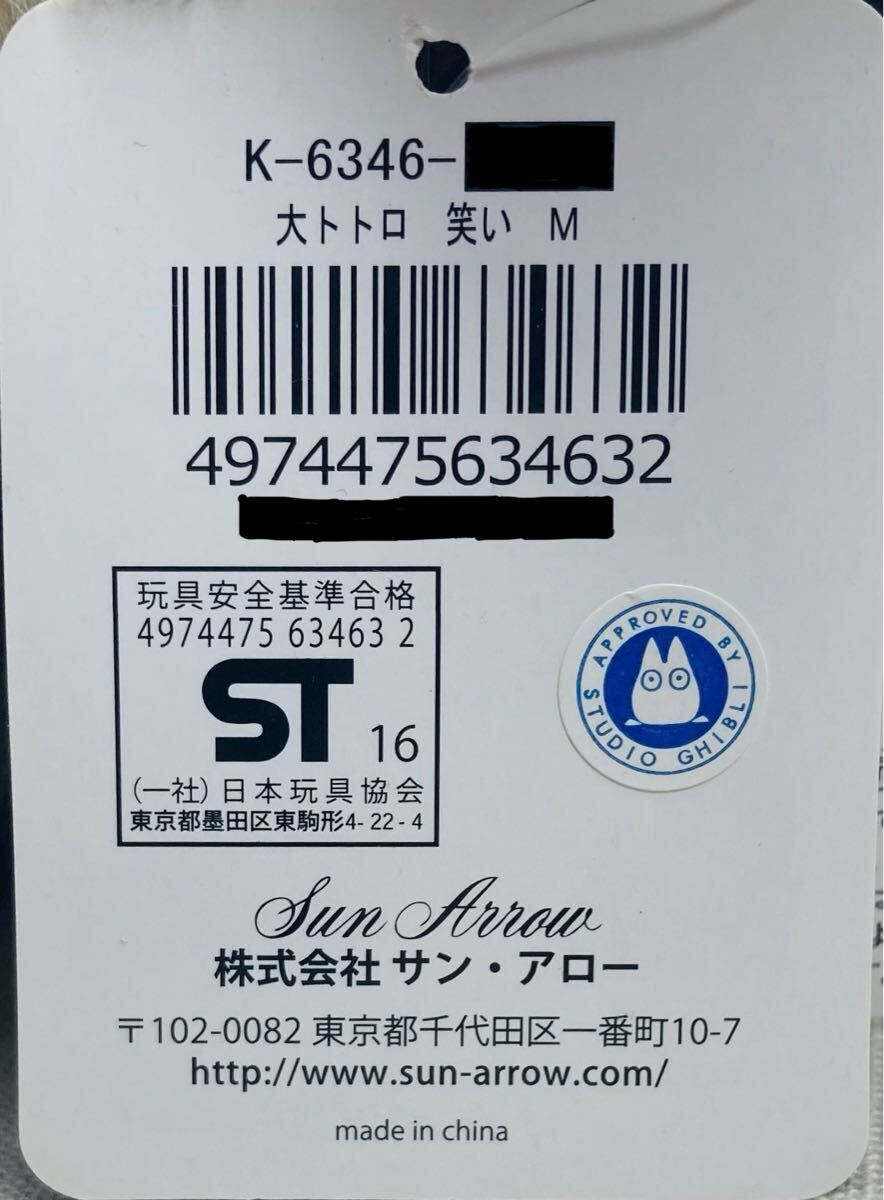 K-6346-
大トトロ 笑い M
4974475634632
玩具安全基準合格
4974475 63463 2
ST 16
(一社)日本玩具協会
東京都墨田区東駒形4-22-4
APPROVED BY STUDIO GHIBLI
Sun Arrow
株式会社 サン・アロー
〒102-0082 東京都千代田区一番町10-7
http://www.sun-arrow.com/
made in china